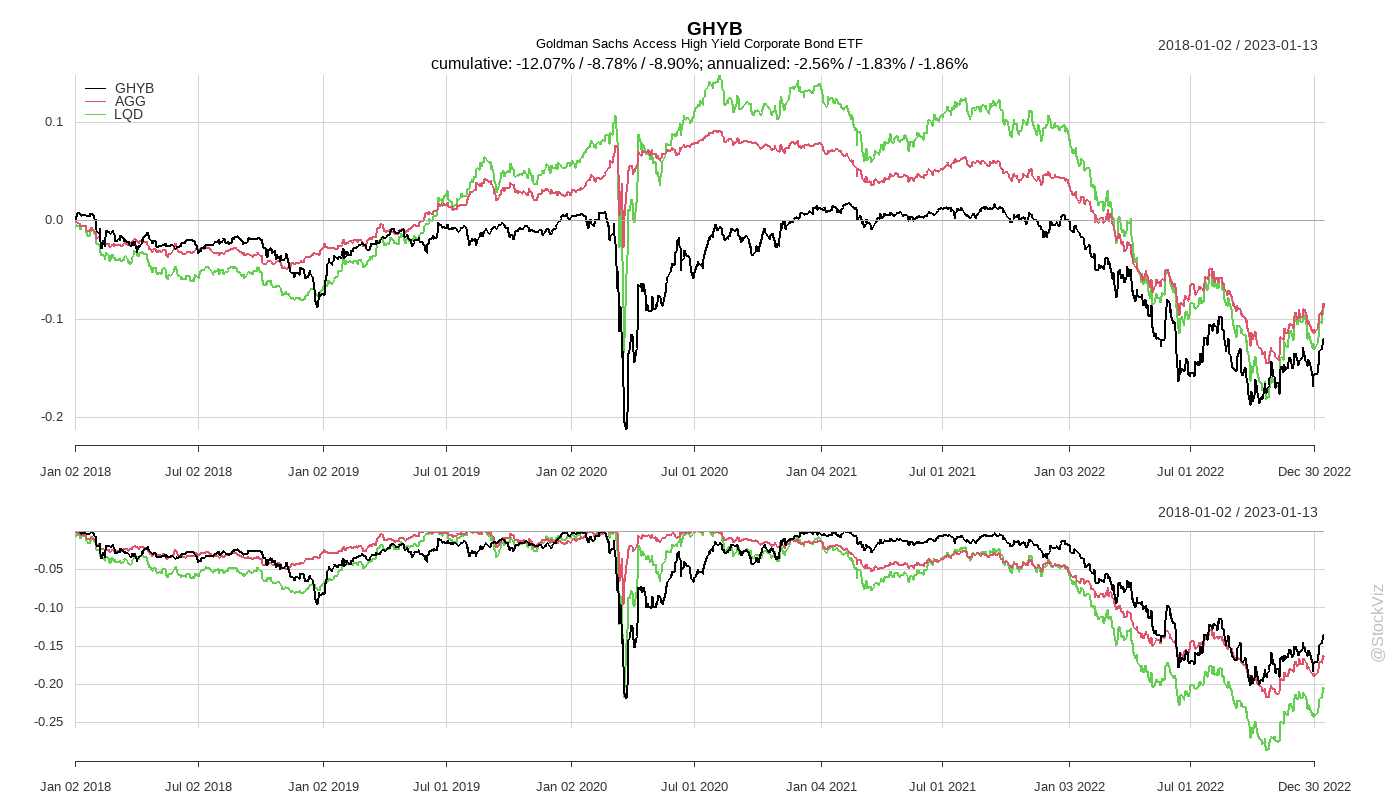 GHYB
Goldman Sachs Access High Yield Corporate Bond ETF
2018-01-02 / 2023-01-13
cumulative: -12.07% / -8.78% / -8.90%; annualized: -2.56% / -1.83% / -1.86%
GHYB
AGG
LQD
0.1
0.0
-0.1
-0.2
Jan 02 2018 Jul 02 2018 Jan 02 2019 Jul 01 2019 Jan 02 2020 Jul 01 2020 Jan 04 2021 Jul 01 2021 Jan 03 2022 Jul 01 2022 Dec 30 2022
2018-01-02 / 2023-01-13
-0.05
-0.10
-0.15
-0.20
-0.25
Jan 02 2018 Jul 02 2018 Jan 02 2019 Jul 01 2019 Jan 02 2020 Jul 01 2020 Jan 04 2021 Jul 01 2021 Jan 03 2022 Jul 01 2022 Dec 30 2022
@StockViz